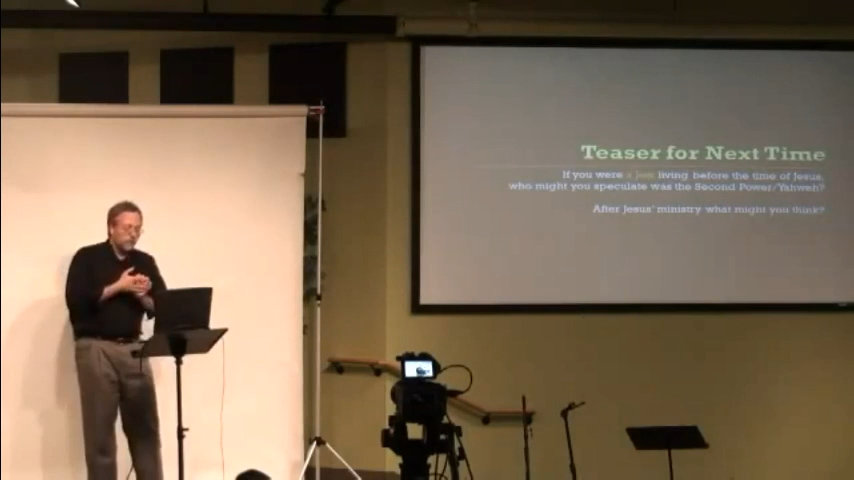 Teaser for Next Time
If you were a Jew living before the time of Jesus,
who might you speculate was the Second Power/Yahweh?
After Jesus' ministry what might you think?